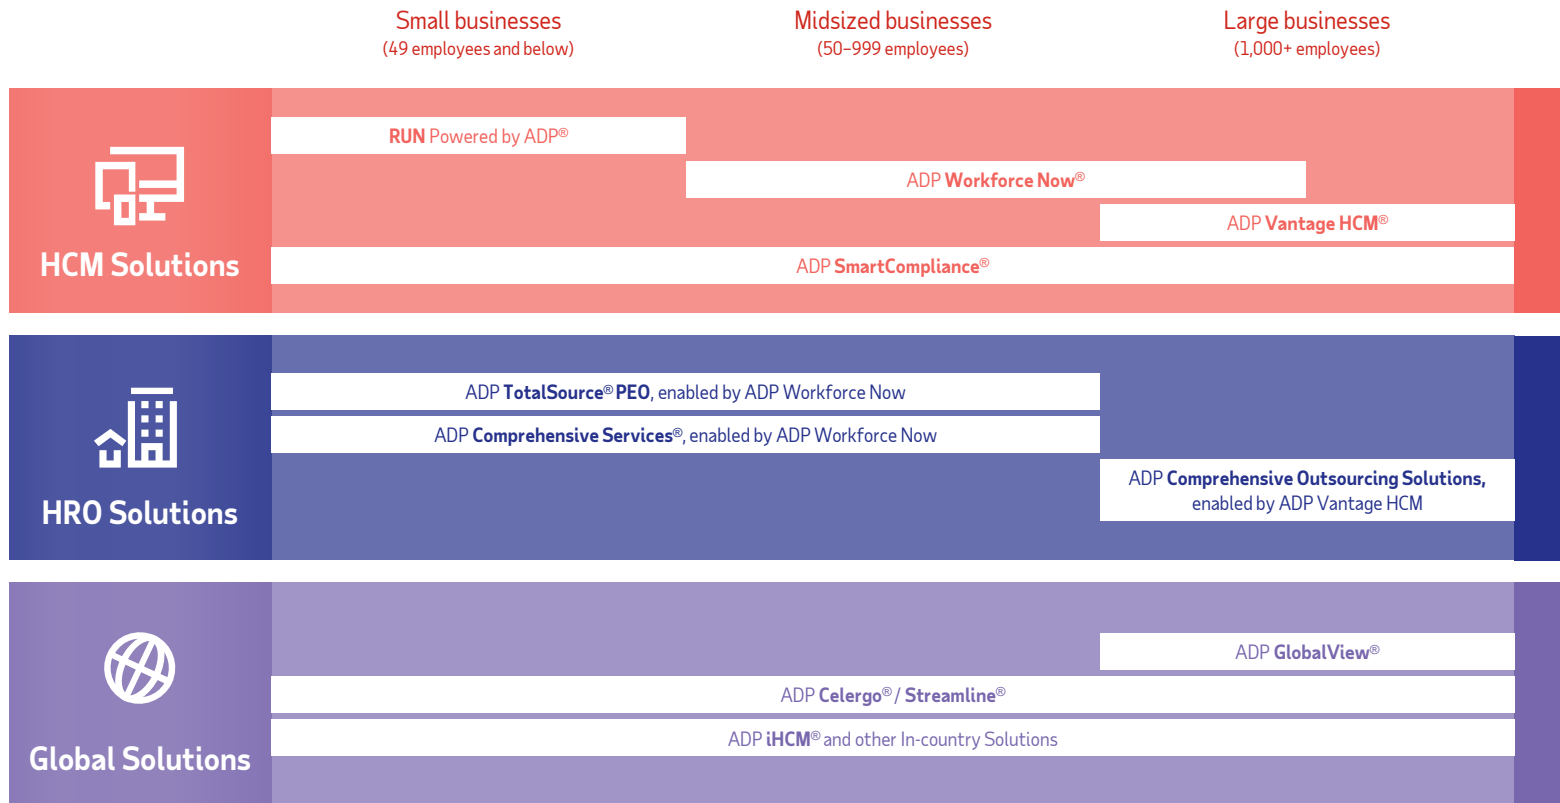 Small businesses
(49 employees and below)
Midsized businesses
(50–999 employees)
Large businesses
(1,000+ employees)
HCM Solutions
RUN Powered by ADP®
ADP Workforce Now®
ADP Vantage HCM®
ADP SmartCompliance®
HRO Solutions
ADP TotalSource® PEO, enabled by ADP Workforce Now
ADP Comprehensive Services®, enabled by ADP Workforce Now
ADP Comprehensive Outsourcing Solutions,
enabled by ADP Vantage HCM
Global Solutions
ADP GlobalView®
ADP Celergo® / Streamline®
ADP iHCM® and other In-country Solutions